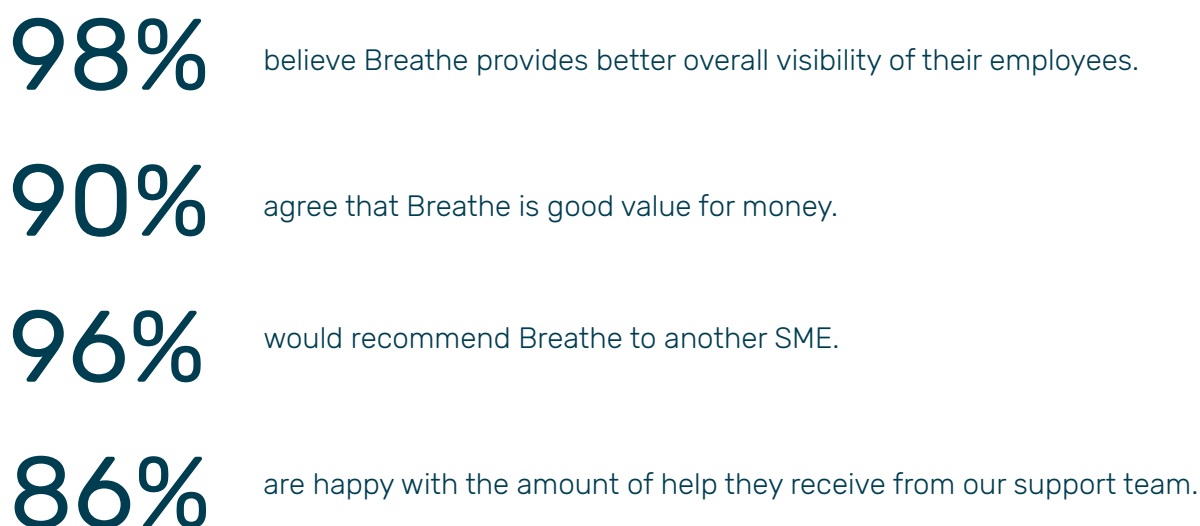 98% believe Breathe provides better overall visibility of their employees.
90% agree that Breathe is good value for money.
96% would recommend Breathe to another SME.
86% are happy with the amount of help they receive from our support team.